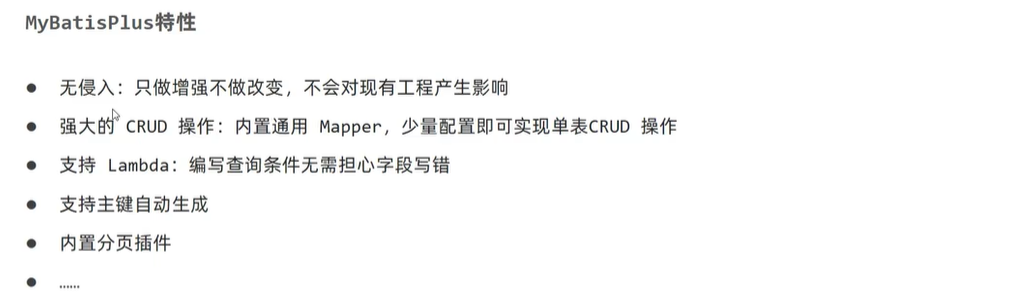 MyBatisPlus特性
● 无侵入：只做增强不做改变，不会对现有工程产生影响
● 强大的 CRUD 操作：内置通用 Mapper，少量配置即可实现单表CRUD 操作
● 支持 Lambda：编写查询条件无需担心字段写错
● 支持主键自动生成
● 内置分页插件
● ……